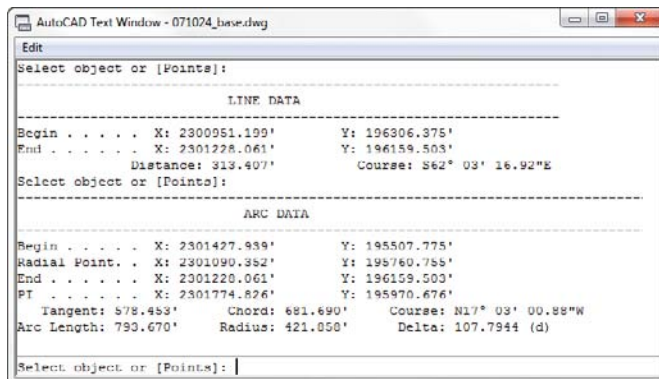 AutoCAD Text Window - 071024_base.dwg
Edit
Select object or [Points]:
LINE DATA
Begin . . . . . X: 2300951.199' Y: 196306.375'
End . . . . . . X: 2301228.061' Y: 196159.503'
Distance: 313.407' Course: S62° 03' 16.92"E
Select object or [Points]:
ARC DATA
Begin . . . . . X: 2301427.939' Y: 195507.775'
Radial Point. . X: 2301090.352' Y: 195760.755'
End . . . . . . X: 2301228.061' Y: 196159.503'
PI . . . . . . X: 2301774.826' Y: 195970.676'
Tangent: 578.453' Chord: 681.690' Course: N17° 03' 00.88"W
Arc Length: 793.670' Radius: 421.858' Delta: 107.7944 (d)
Select object or [Points]: